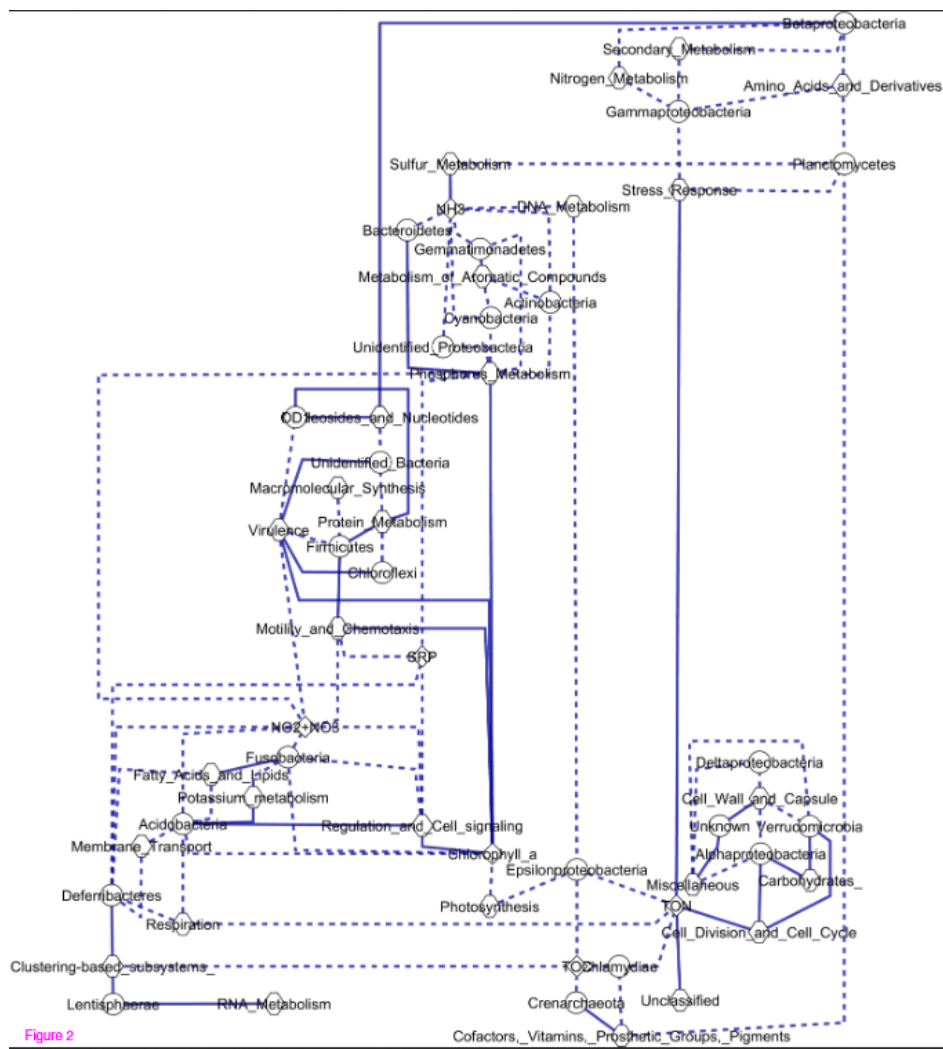 Betaproteobacteria
Secondary_Metabolism
Nitrogen_Metabolism
Amino_Acids_and_Derivatives
Gammaproteobacteria
Sulfur_Metabolism
Planctomycetes
Stress_Response
NH3
DNA_Metabolism
Bacteroidetes
Gemmatimonadetes
Metabolism_of_Aromatic_Compounds
Actinobacteria
Cyanobacteria
Unidentified_Proteobacteria
Phosphorus_Metabolism
OD1 leosides_and_Nucleotides
Unidentified_Bacteria
Macromolecular_Synthesis
Protein_Metabolism
Virulence
Firmicutes
Chloroflexi
Motility_and_Chemotaxis
SRP
NO2+NO3
Fusobacteria
Deltaproteobacteria
Fatty_Acids_and_Lipids
Potassium_metabolism
Cell_Wall_and_Capsule
Acidobacteria
Regulation_and_Cell_signaling
Unknown Verrucomicrobia
Membrane_Transport
Chlorophyll_a
Alphaproteobacteria
Epsilonproteobacteria
Miscellaneous
Carbohydrates_
Deferribacteres
Photosynthesis
TON
Respiration
Cell_Division_and_Cell_Cycle
Clustering-based_subsystems_
Chlamydiae
Lentisphaerae
RNA_Metabolism
Crenarchaeota
Unclassified
Figure 2
Cofactors,_Vitamins,_Prosthetic_Groups,_Pigments